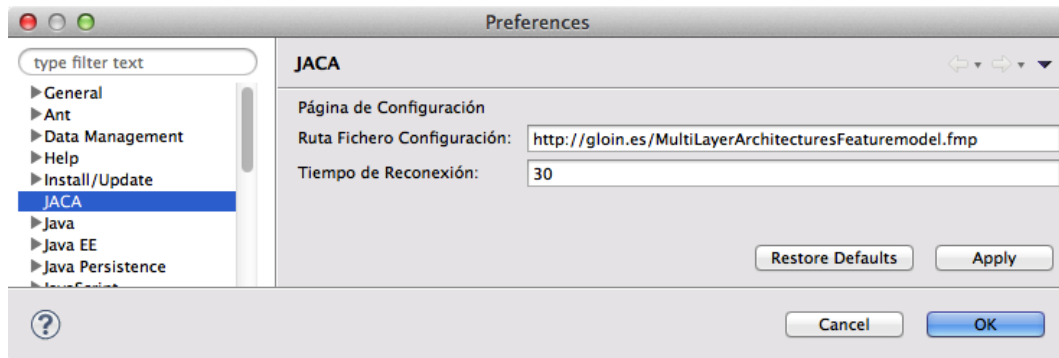 Preferences
type filter text
General
Ant
Data Management
Help
Install/Update
JACA
Java
Java EE
Java Persistence
JavaScript
JACA
Página de Configuración
Ruta Fichero Configuración: http://gloin.es/MultiLayerArchitecturesFeaturemodel.fmp
Tiempo de Reconexión: 30
Restore Defaults Apply
? Cancel OK